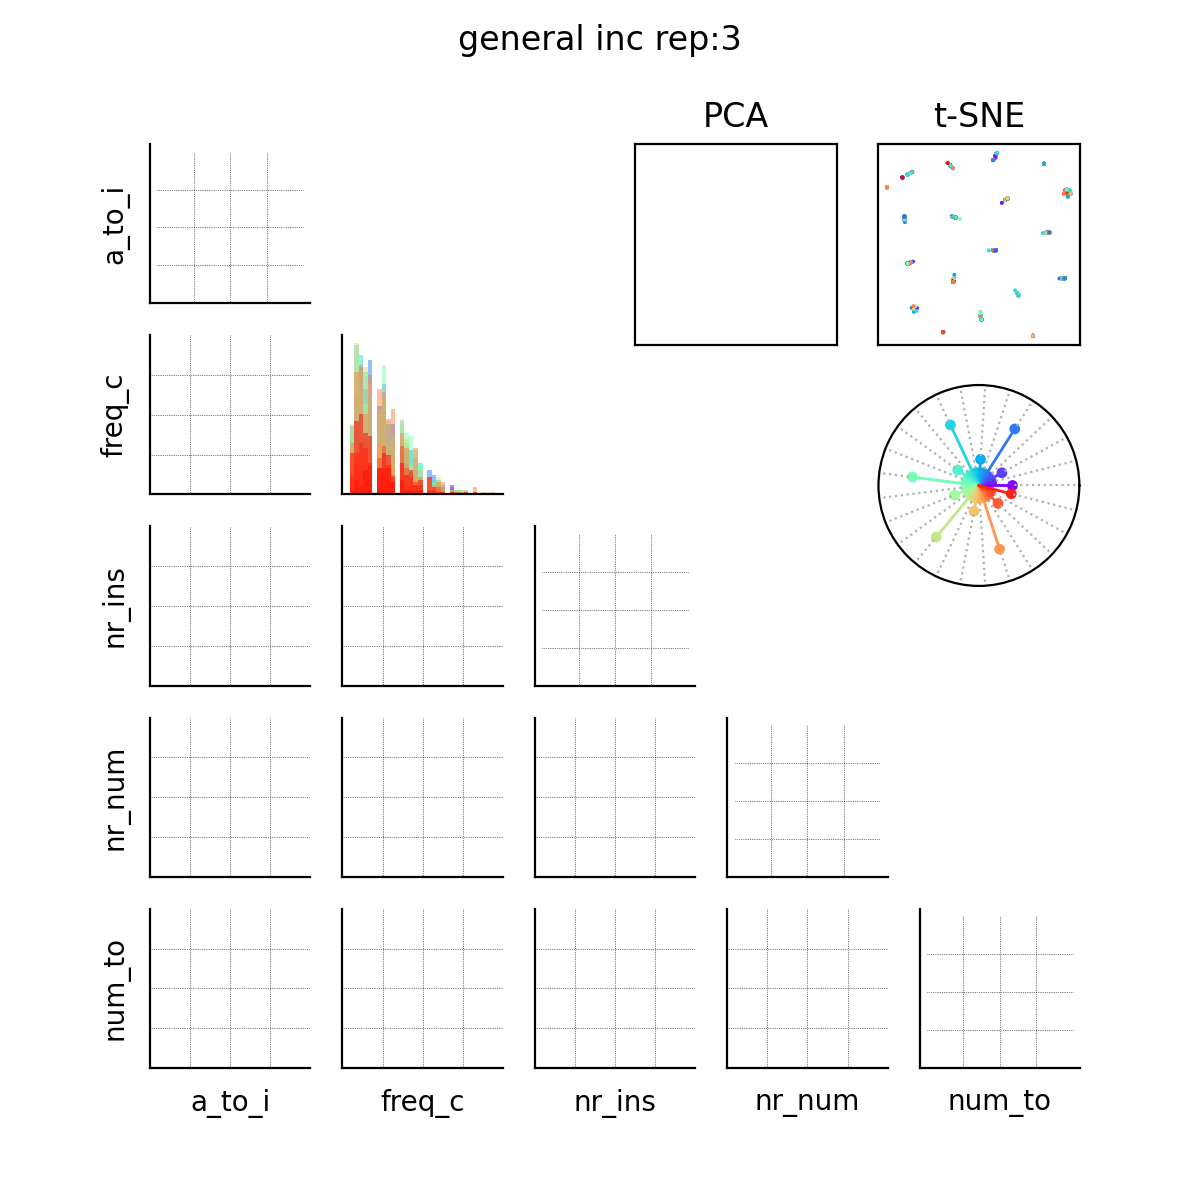 general inc rep:3
PCA
t-SNE
a_to_i
freq_c
nr_ins
nr_num
num_to
a_to_i
freq_c
nr_ins
nr_num
num_to